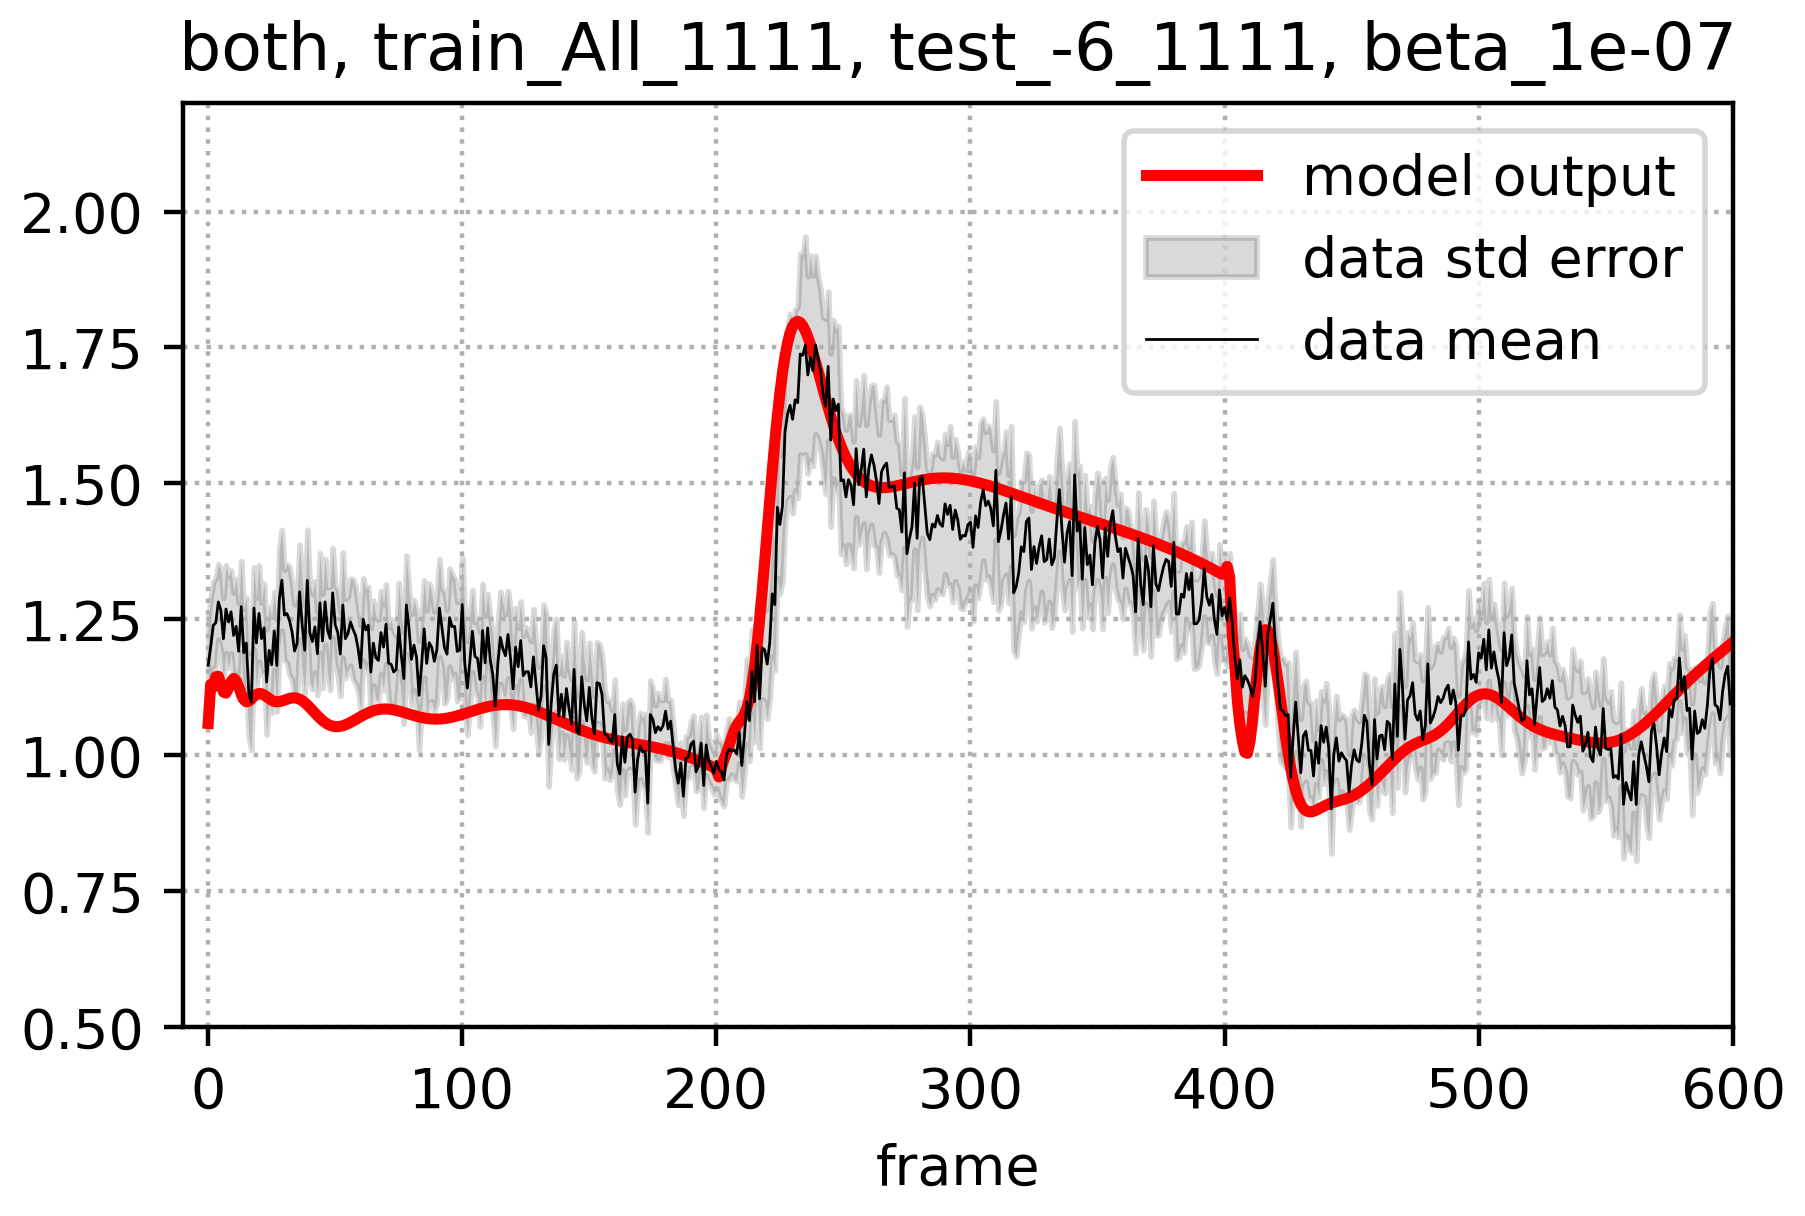 both, train_All_1111, test_-6_1111, beta_1e-07
model output
data std error
data mean
2.00
1.75
1.50
1.25
1.00
0.75
0.50
0 100 200 300 400 500 600
frame